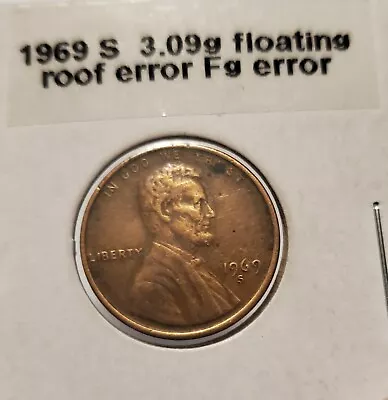 1969 S 3.09g floating
roof error Fg error
IN GOD WE TRUST
LIBERTY
1969
S